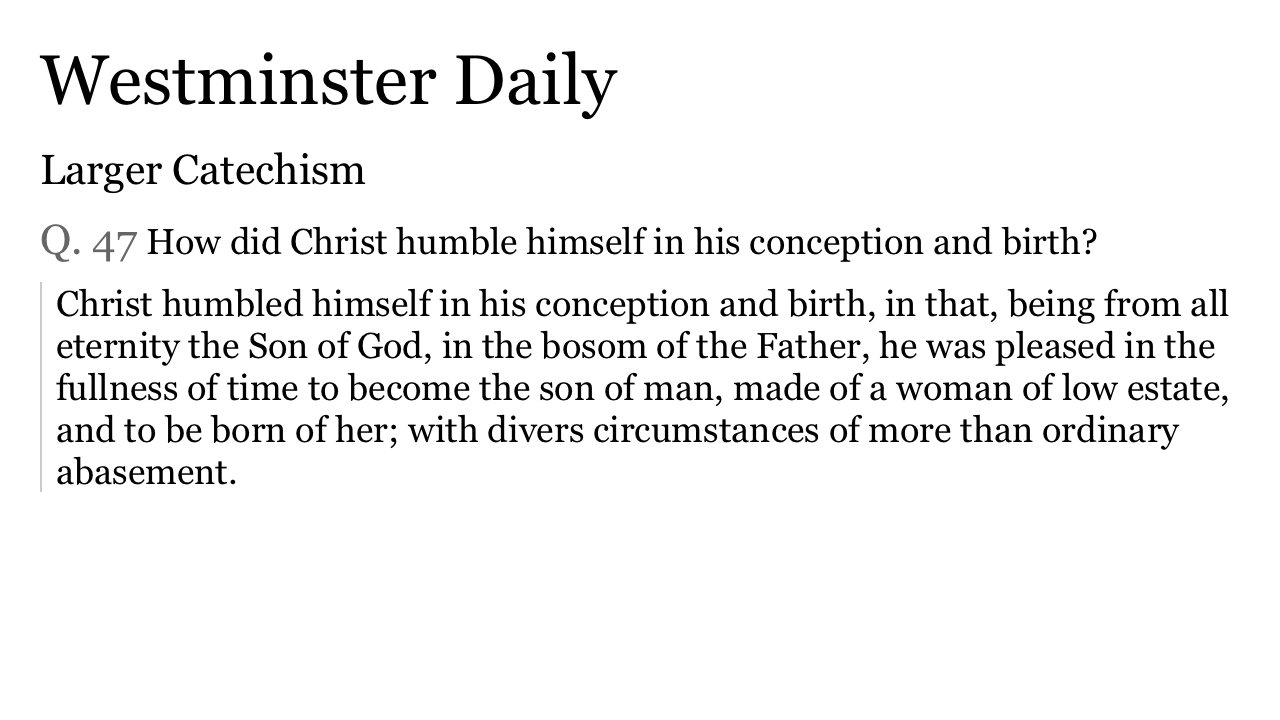 Westminster Daily
Larger Catechism
Q. 47 How did Christ humble himself in his conception and birth?
Christ humbled himself in his conception and birth, in that, being from all
eternity the Son of God, in the bosom of the Father, he was pleased in the
fullness of time to become the son of man, made of a woman of low estate,
and to be born of her; with divers circumstances of more than ordinary
abasement.